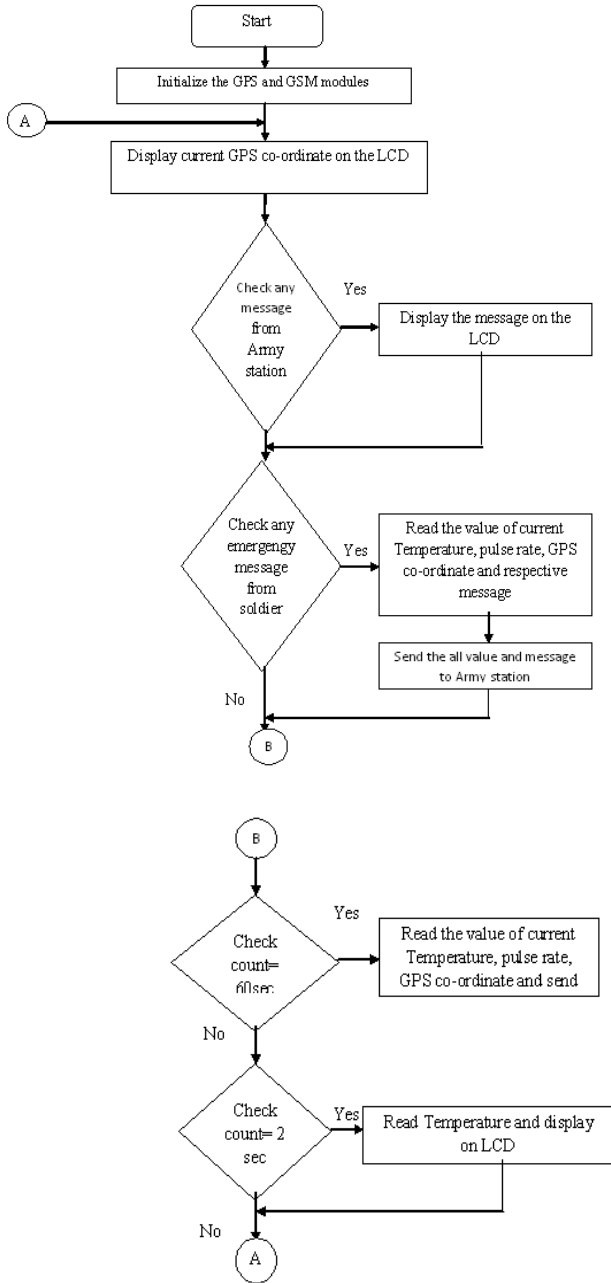 Start
Initialize the GPS and GSM modules
A
Display current GPS co-ordinate on the LCD
Check any
message
from
Army
station
Yes
Display the message on the
LCD
Check any
emergengy
message
from
soldier
Yes
Read the value of current
Temperature, pulse rate, GPS
co-ordinate and respective
message
Send the all value and message
to Army station
No
B
B
Check
count=
60sec
Yes
Read the value of current
Temperature, pulse rate,
GPS co-ordinate and send
No
Check
count= 2
sec
Yes
Read Temperature and display
on LCD
No
A